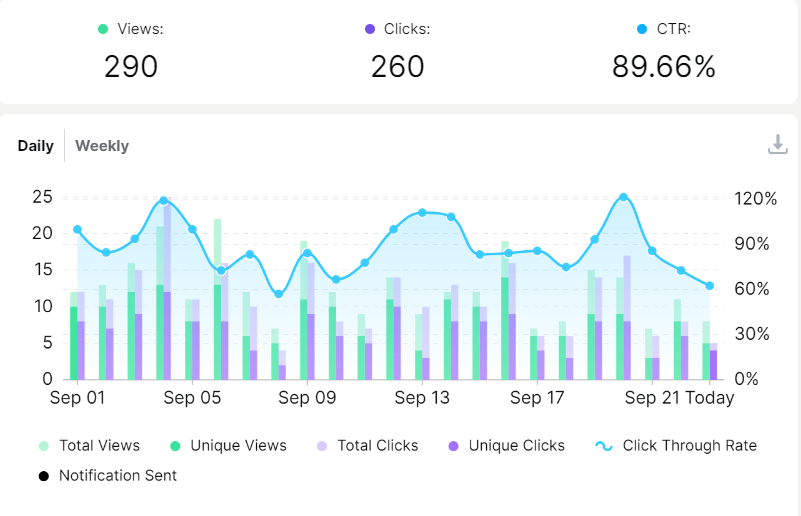 Views: Clicks: CTR:
290 260 89.66%
Daily Weekly
25 120%
20 90%
15
10 60%
5 30%
0 0%
Sep 01 Sep 05 Sep 09 Sep 13 Sep 17 Sep 21 Today
Total Views Unique Views Total Clicks Unique Clicks Click Through Rate
Notification Sent